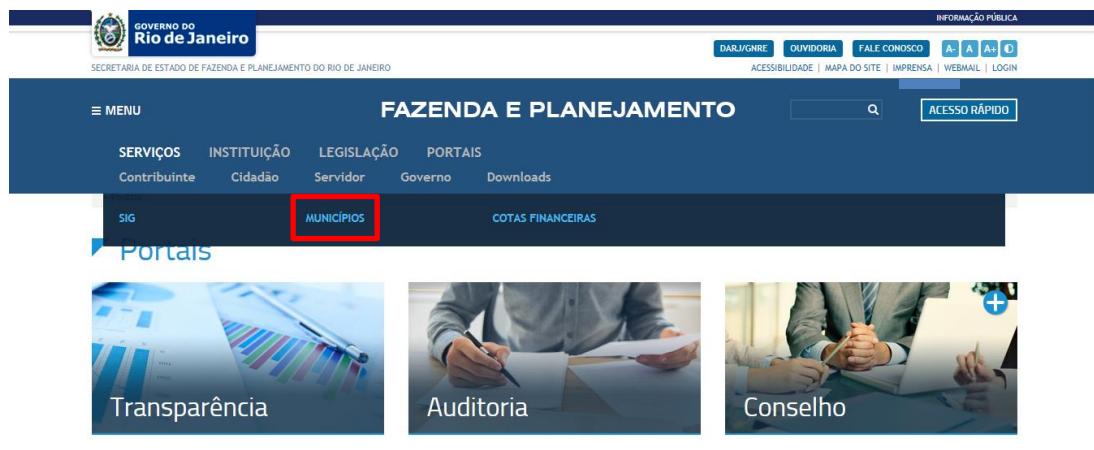 INFORMAÇÃO PÚBLICA
GOVERNO DO
Rio de Janeiro
DARJ/GNRE OUVIDORIA FALE CONOSCO A- A A+
SECRETARIA DE ESTADO DE FAZENDA E PLANEJAMENTO DO RIO DE JANEIRO
ACESSIBILIDADE | MAPA DO SITE | IMPRENSA | WEBMAIL | LOGIN
≡ MENU
FAZENDA E PLANEJAMENTO
ACESSO RÁPIDO
SERVIÇOS INSTITUIÇÃO LEGISLAÇÃO PORTAIS
Contribuinte Cidadão Servidor Governo Downloads
SIG MUNICÍPIOS COTAS FINANCEIRAS
Portais
Transparência Auditoria Conselho